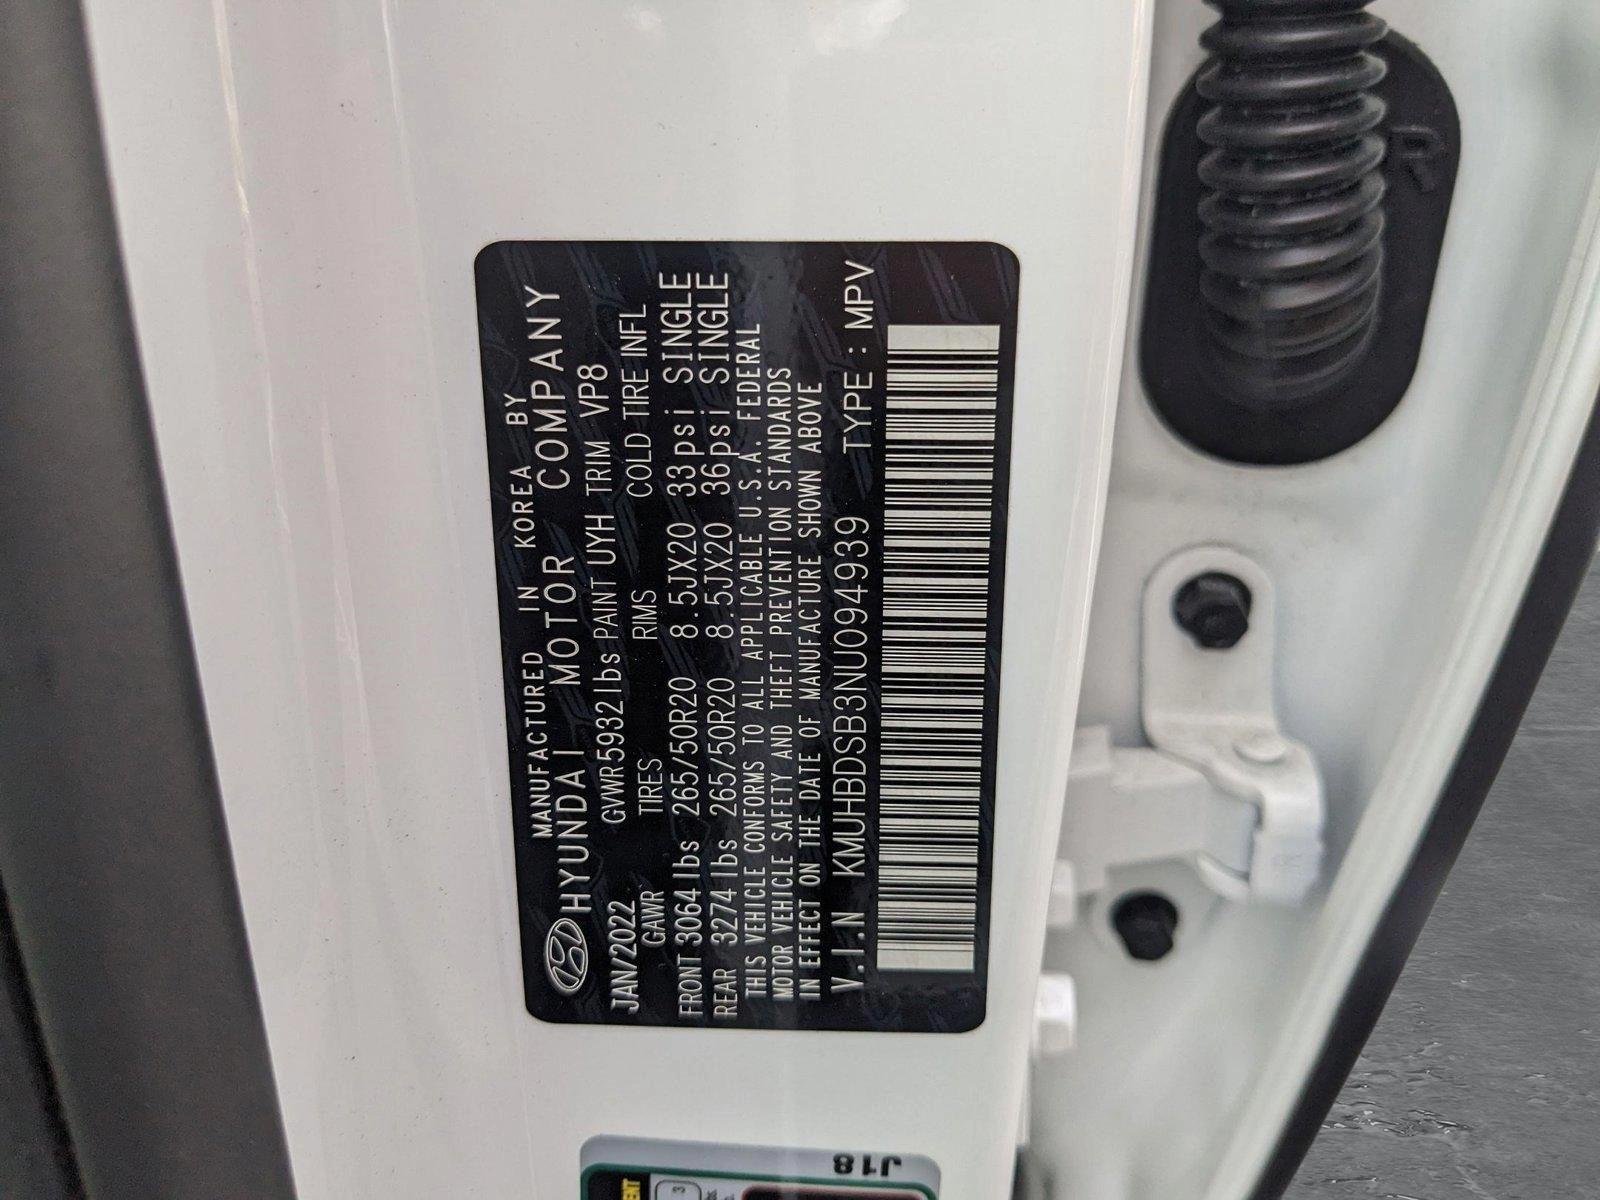 MANUFACTURED IN KOREA BY
HYUNDAI MOTOR COMPANY
JAN/2022 GVWR5932lbs PAINT UYH TRIM VP8
GAWR TIRES RIMS COLD TIRE INFL
FRONT 3064lbs 265/50R20 8.5JX20 33psi SINGLE
REAR 3274lbs 265/50R20 8.5JX20 36psi SINGLE
THIS VEHICLE CONFORMS TO ALL APPLICABLE U.S.A. FEDERAL
MOTOR VEHICLE SAFETY AND THEFT PREVENTION STANDARDS
IN EFFECT ON THE DATE OF MANUFACTURE SHOWN ABOVE
V.I.N KMUHBDSB3NU094939 TYPE : MPV
R
J18
3